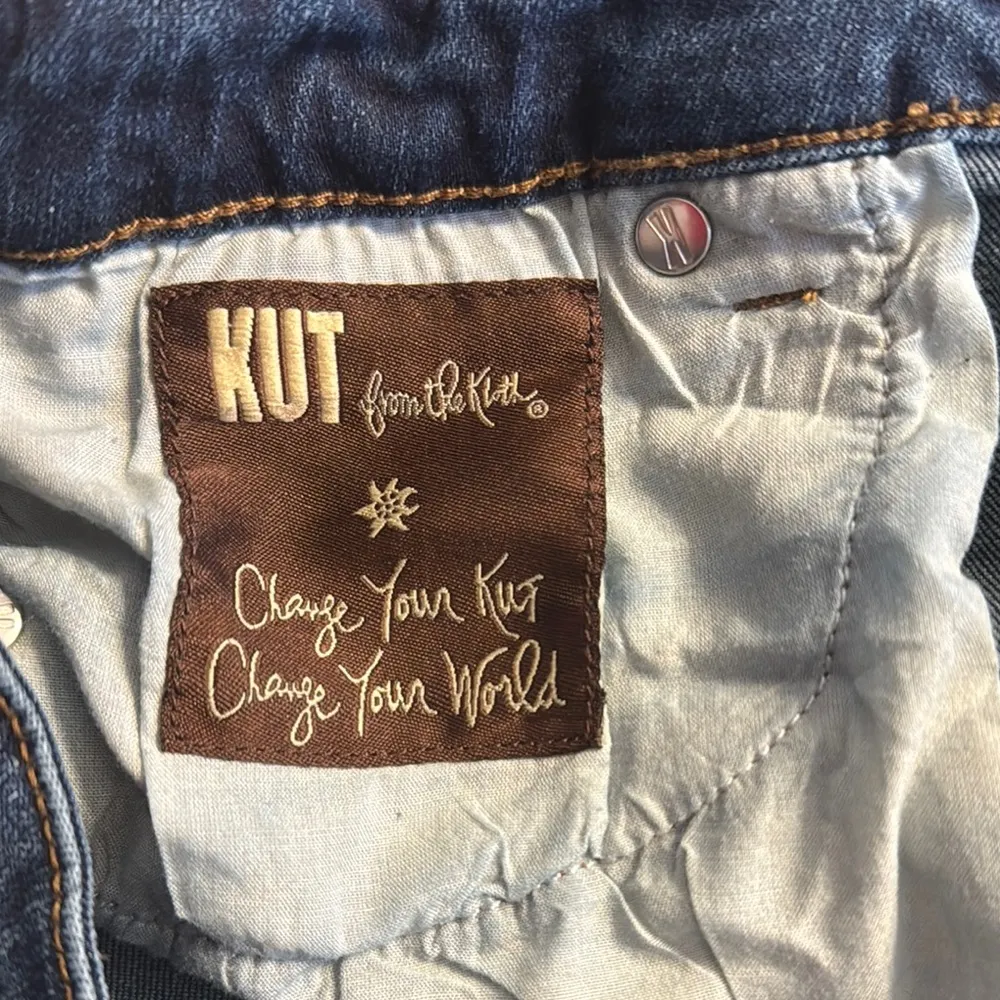 KUT from the Kloth®
Change Your Kut
Change Your World
K